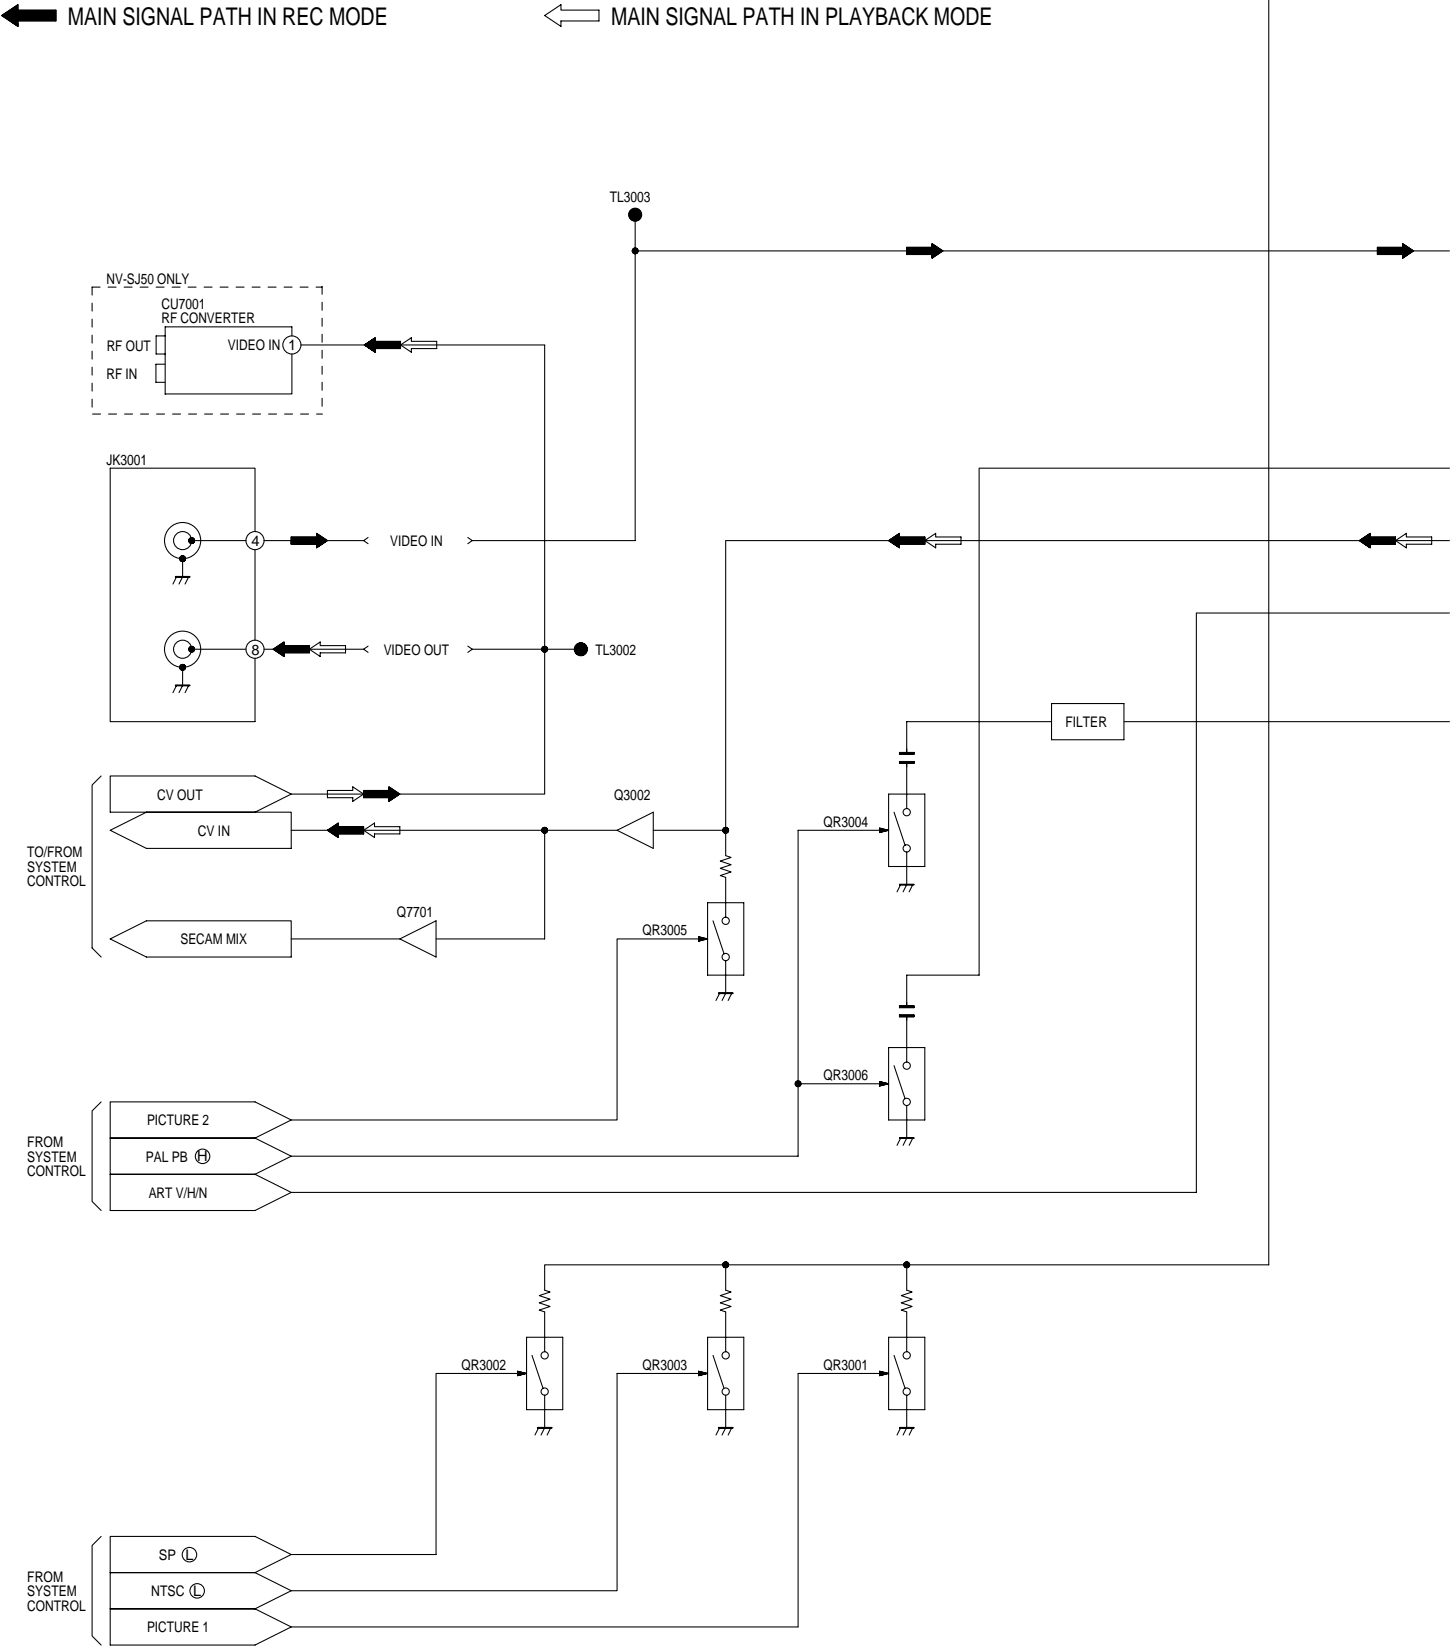 MAIN SIGNAL PATH IN REC MODE
MAIN SIGNAL PATH IN PLAYBACK MODE
TL3003
NV-SJ50 ONLY
CU7001
RF CONVERTER
RF OUT
VIDEO IN
1
RF IN
JK3001
4
VIDEO IN
8
VIDEO OUT
TL3002
FILTER
CV OUT
Q3002
CV IN
QR3004
TO/FROM
SYSTEM
CONTROL
Q7701
SECAM MIX
QR3005
QR3006
PICTURE 2
FROM
SYSTEM
CONTROL
PAL PB Ⓗ
ART V/H/N
QR3002
QR3003
QR3001
SP Ⓛ
FROM
SYSTEM
CONTROL
NTSC Ⓛ
PICTURE 1